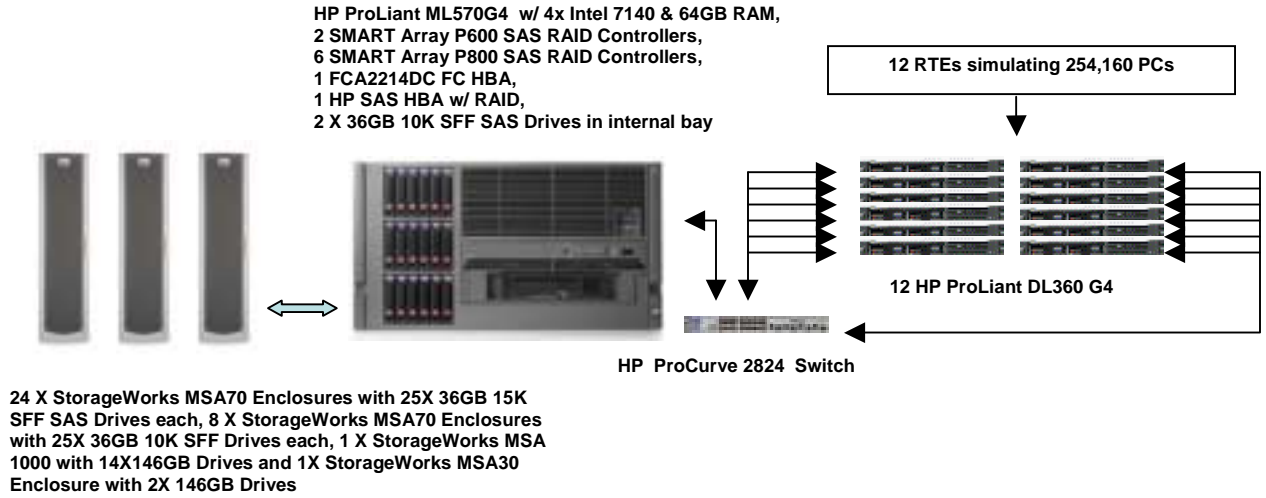 HP ProLiant ML570G4 w/ 4x Intel 7140 & 64GB RAM,
2 SMART Array P600 SAS RAID Controllers,
6 SMART Array P800 SAS RAID Controllers,
1 FCA2214DC FC HBA,
1 HP SAS HBA w/ RAID,
2 X 36GB 10K SFF SAS Drives in internal bay
12 RTEs simulating 254,160 PCs
12 HP ProLiant DL360 G4
HP ProCurve 2824 Switch
24 X StorageWorks MSA70 Enclosures with 25X 36GB 15K
SFF SAS Drives each, 8 X StorageWorks MSA70 Enclosures
with 25X 36GB 10K SFF Drives each, 1 X StorageWorks MSA
1000 with 14X146GB Drives and 1X StorageWorks MSA30
Enclosure with 2X 146GB Drives